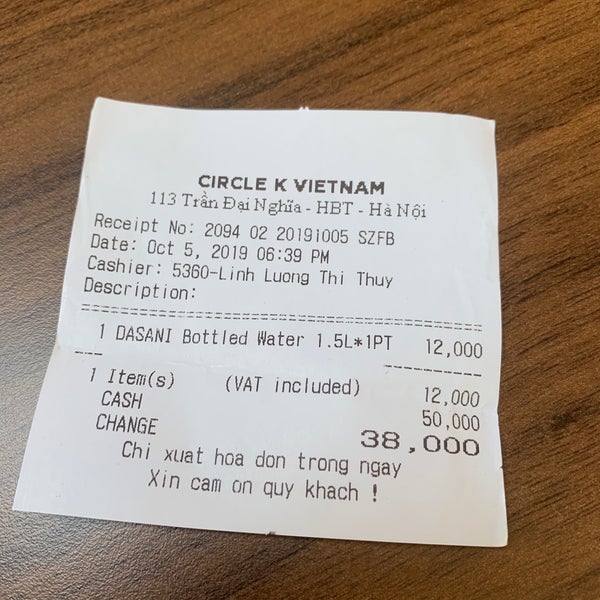 CIRCLE K VIETNAM
113 Trần Đại Nghĩa - HBT - Hà Nội
Receipt No: 2094 02 20191005 SZFB
Date: Oct 5, 2019 06:39 PM
Cashier: 5360-Linh Luong Thi Thuy
Description:
1 DASANI Bottled Water 1.5L*1PT 12,000
1 Item(s) (VAT included) 12,000
CASH 50,000
CHANGE 38,000
Chi xuat hoa don trong ngay
Xin cam on quy khach !